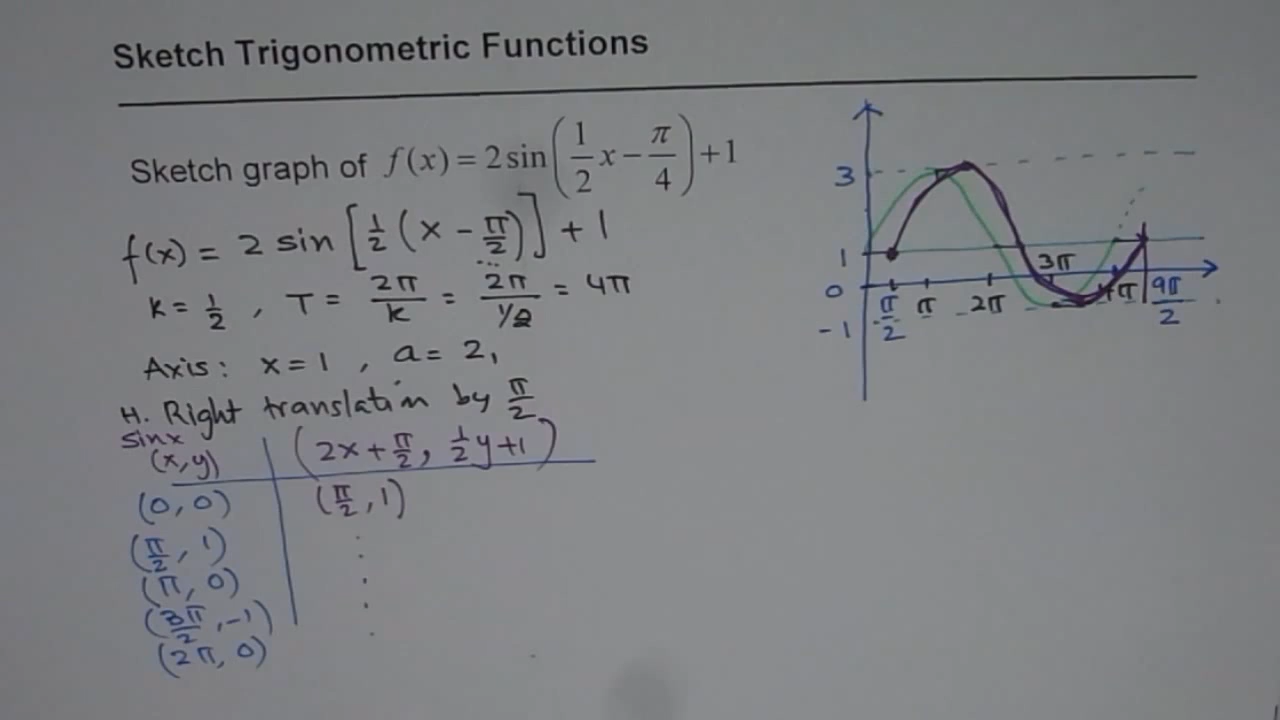 Sketch Trigonometric Functions
Sketch graph of f(x) = 2 sin(1/2 x − π/4) + 1
f(x) = 2 sin [1/2 (x − π/2)] + 1
k = 1/2 , T = 2π/k = 2π/1/2 = 4π
Axis: x = 1 , a = 2,
H. Right translation by π/2
sinx
(x,y) (2x + π/2, 1/2 y + 1)
(0, 0) (π/2, 1)
(π/2, 1)
(π, 0)
(3π/2, -1)
(2π, 0)
3
1
0
-1
π/2 π 2π 3π 4π 9π/2